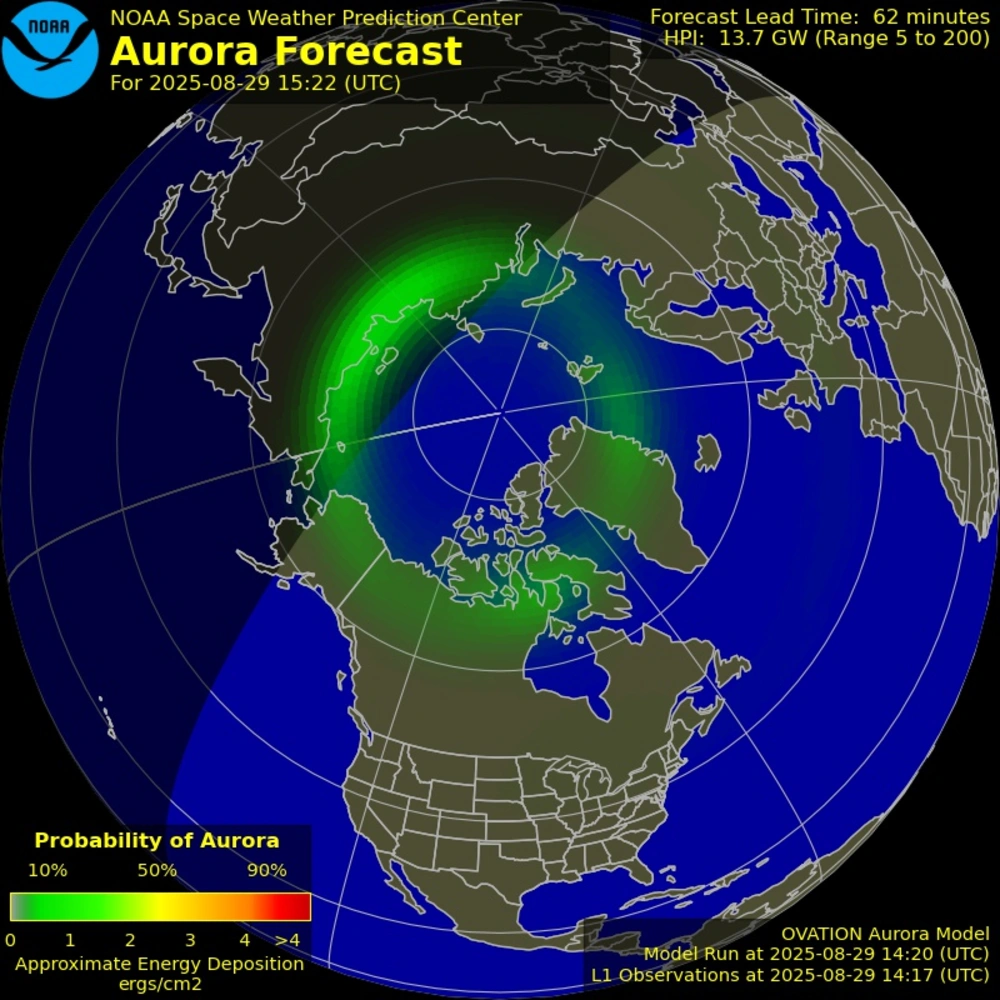 NOAA
NOAA Space Weather Prediction Center
Aurora Forecast
For 2025-08-29 15:22 (UTC)
Forecast Lead Time: 62 minutes
HPI: 13.7 GW (Range 5 to 200)
Probability of Aurora
10% 50% 90%
0 1 2 3 4 >4
Approximate Energy Deposition
ergs/cm2
OVATION Aurora Model
Model Run at 2025-08-29 14:20 (UTC)
L1 Observations at 2025-08-29 14:17 (UTC)